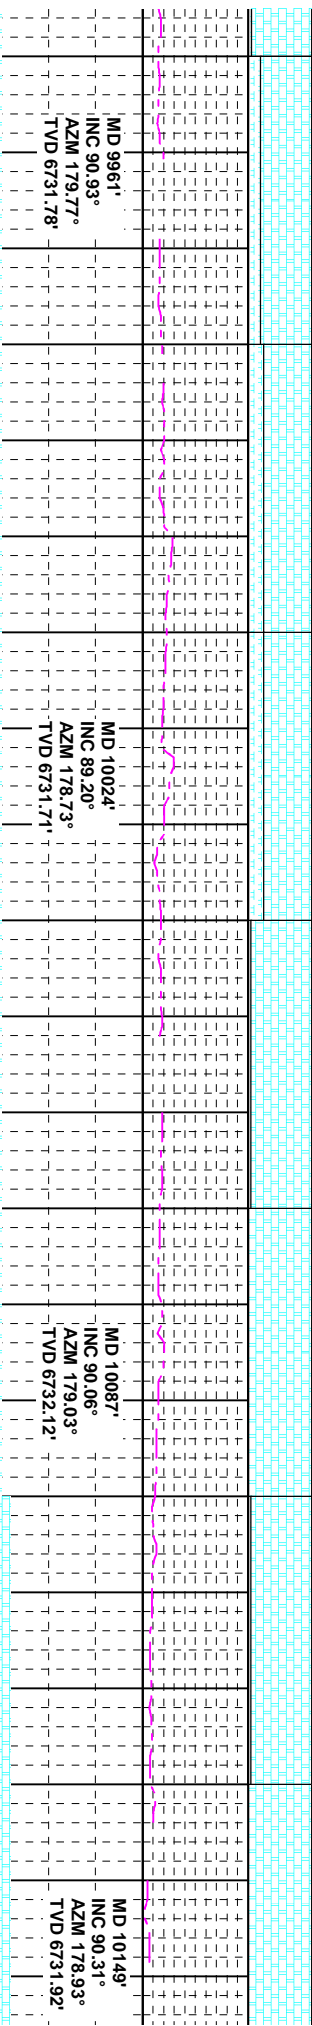 MD 9961'
INC 90.93°
AZM 179.77°
TVD 6731.78'
MD 10024'
INC 89.20°
AZM 178.73°
TVD 6731.71'
MD 10087'
INC 90.06°
AZM 179.03°
TVD 6732.12'
MD 10149'
INC 90.31°
AZM 178.93°
TVD 6731.92'